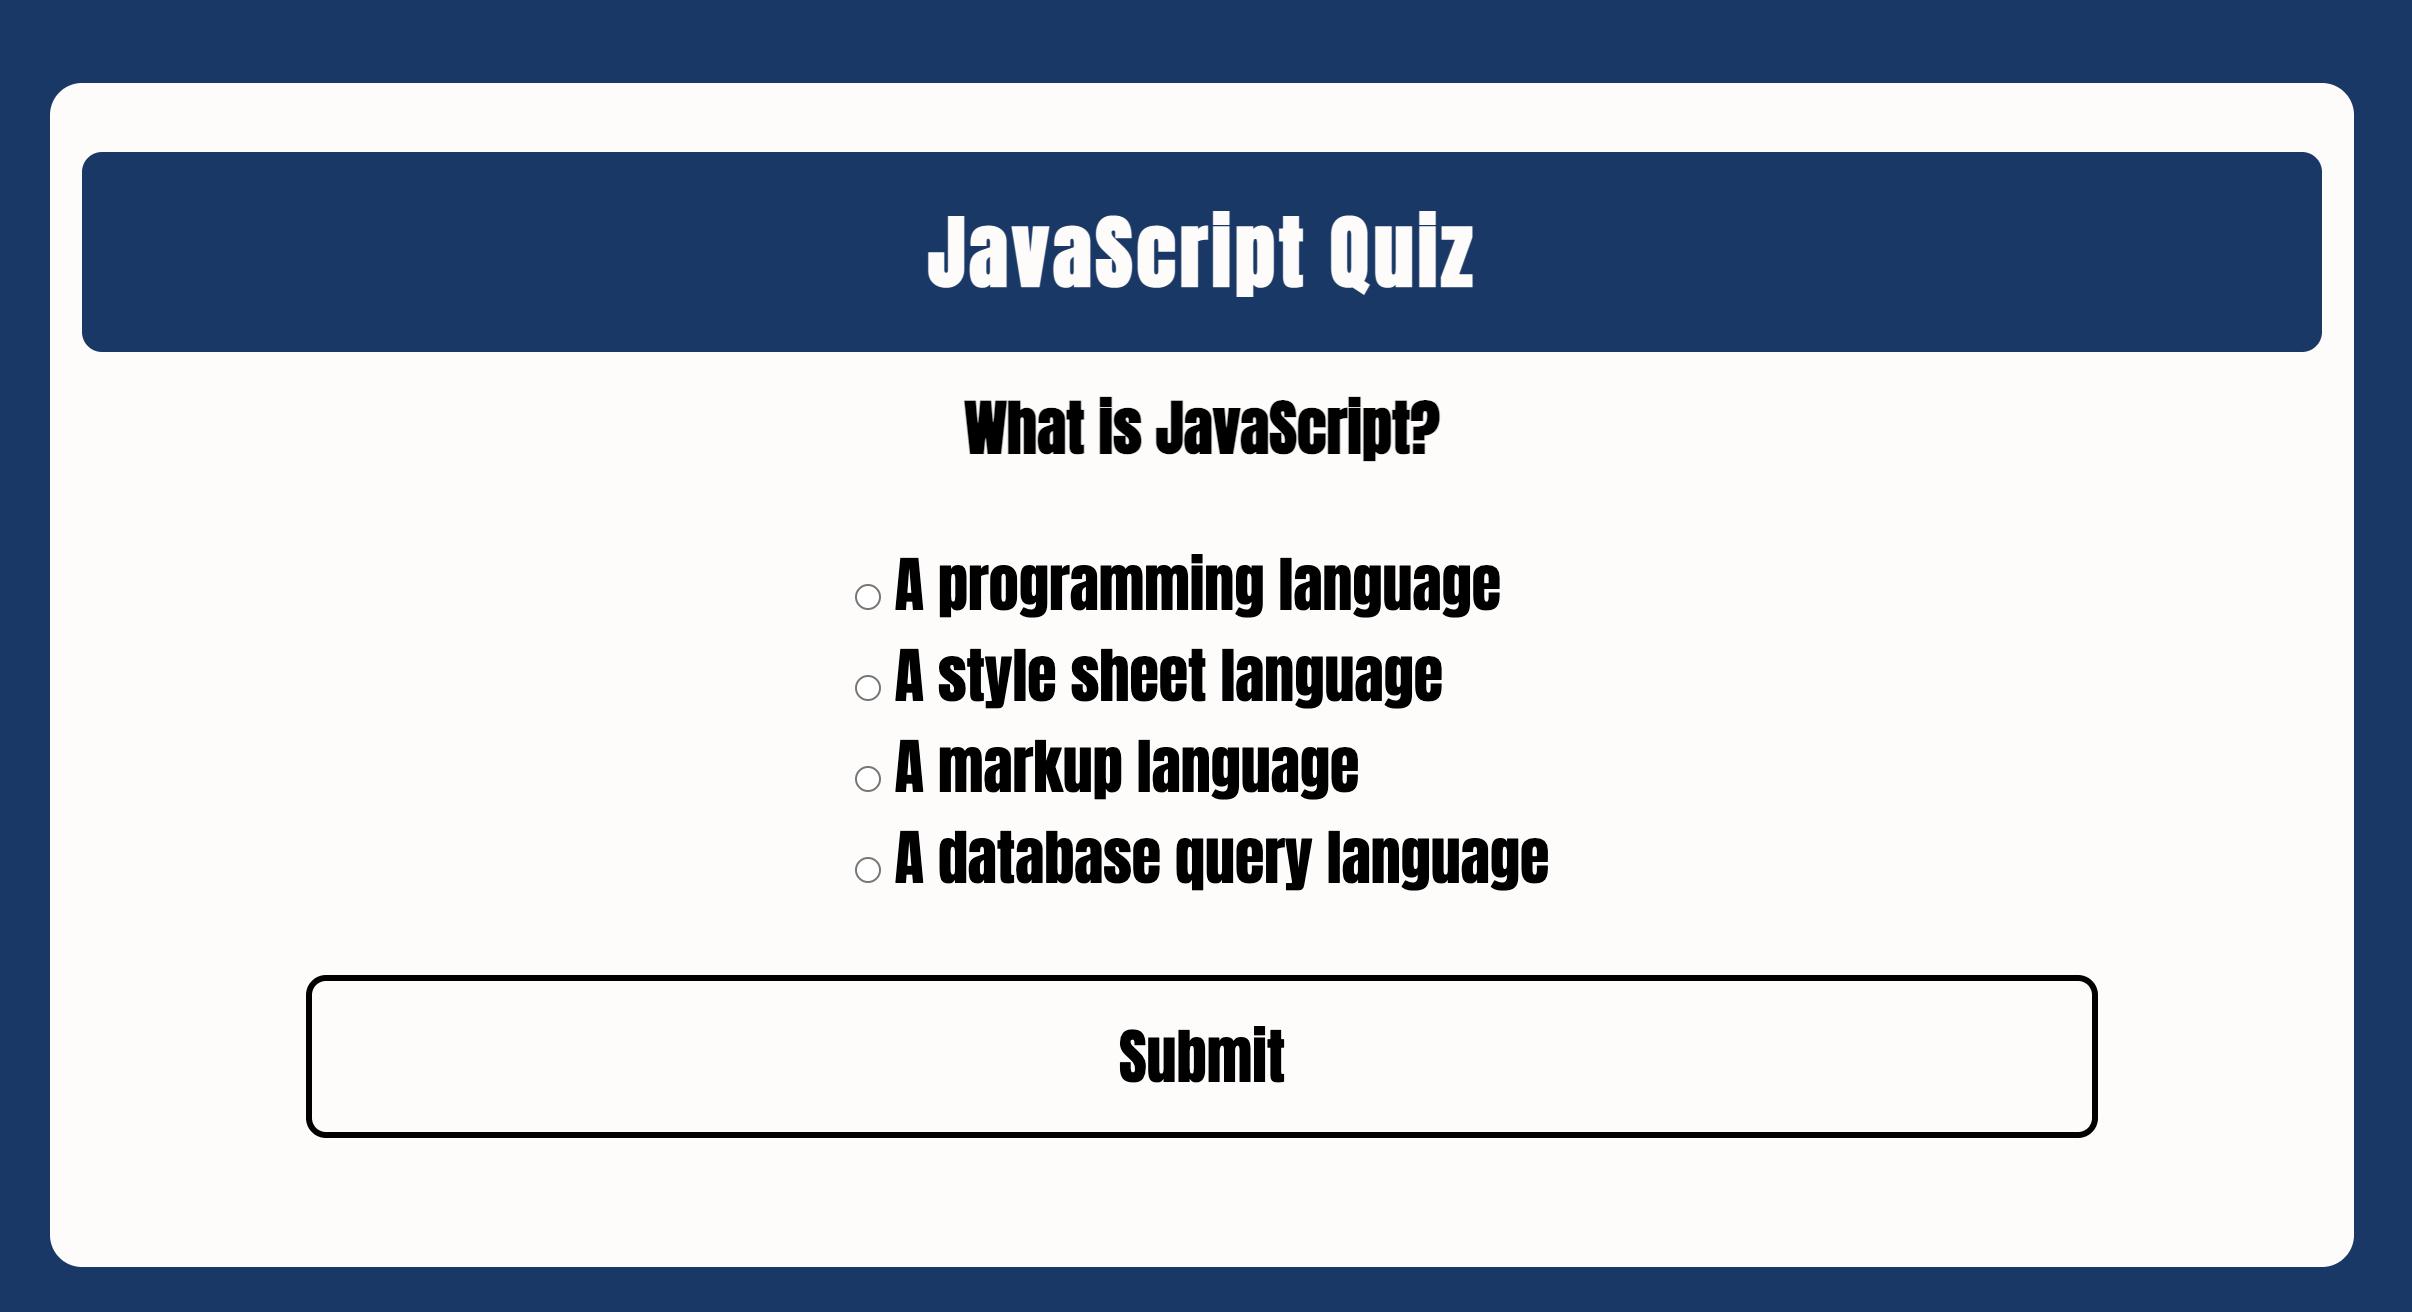 JavaScript Quiz
What is JavaScript?
A programming language
A style sheet language
A markup language
A database query language
Submit